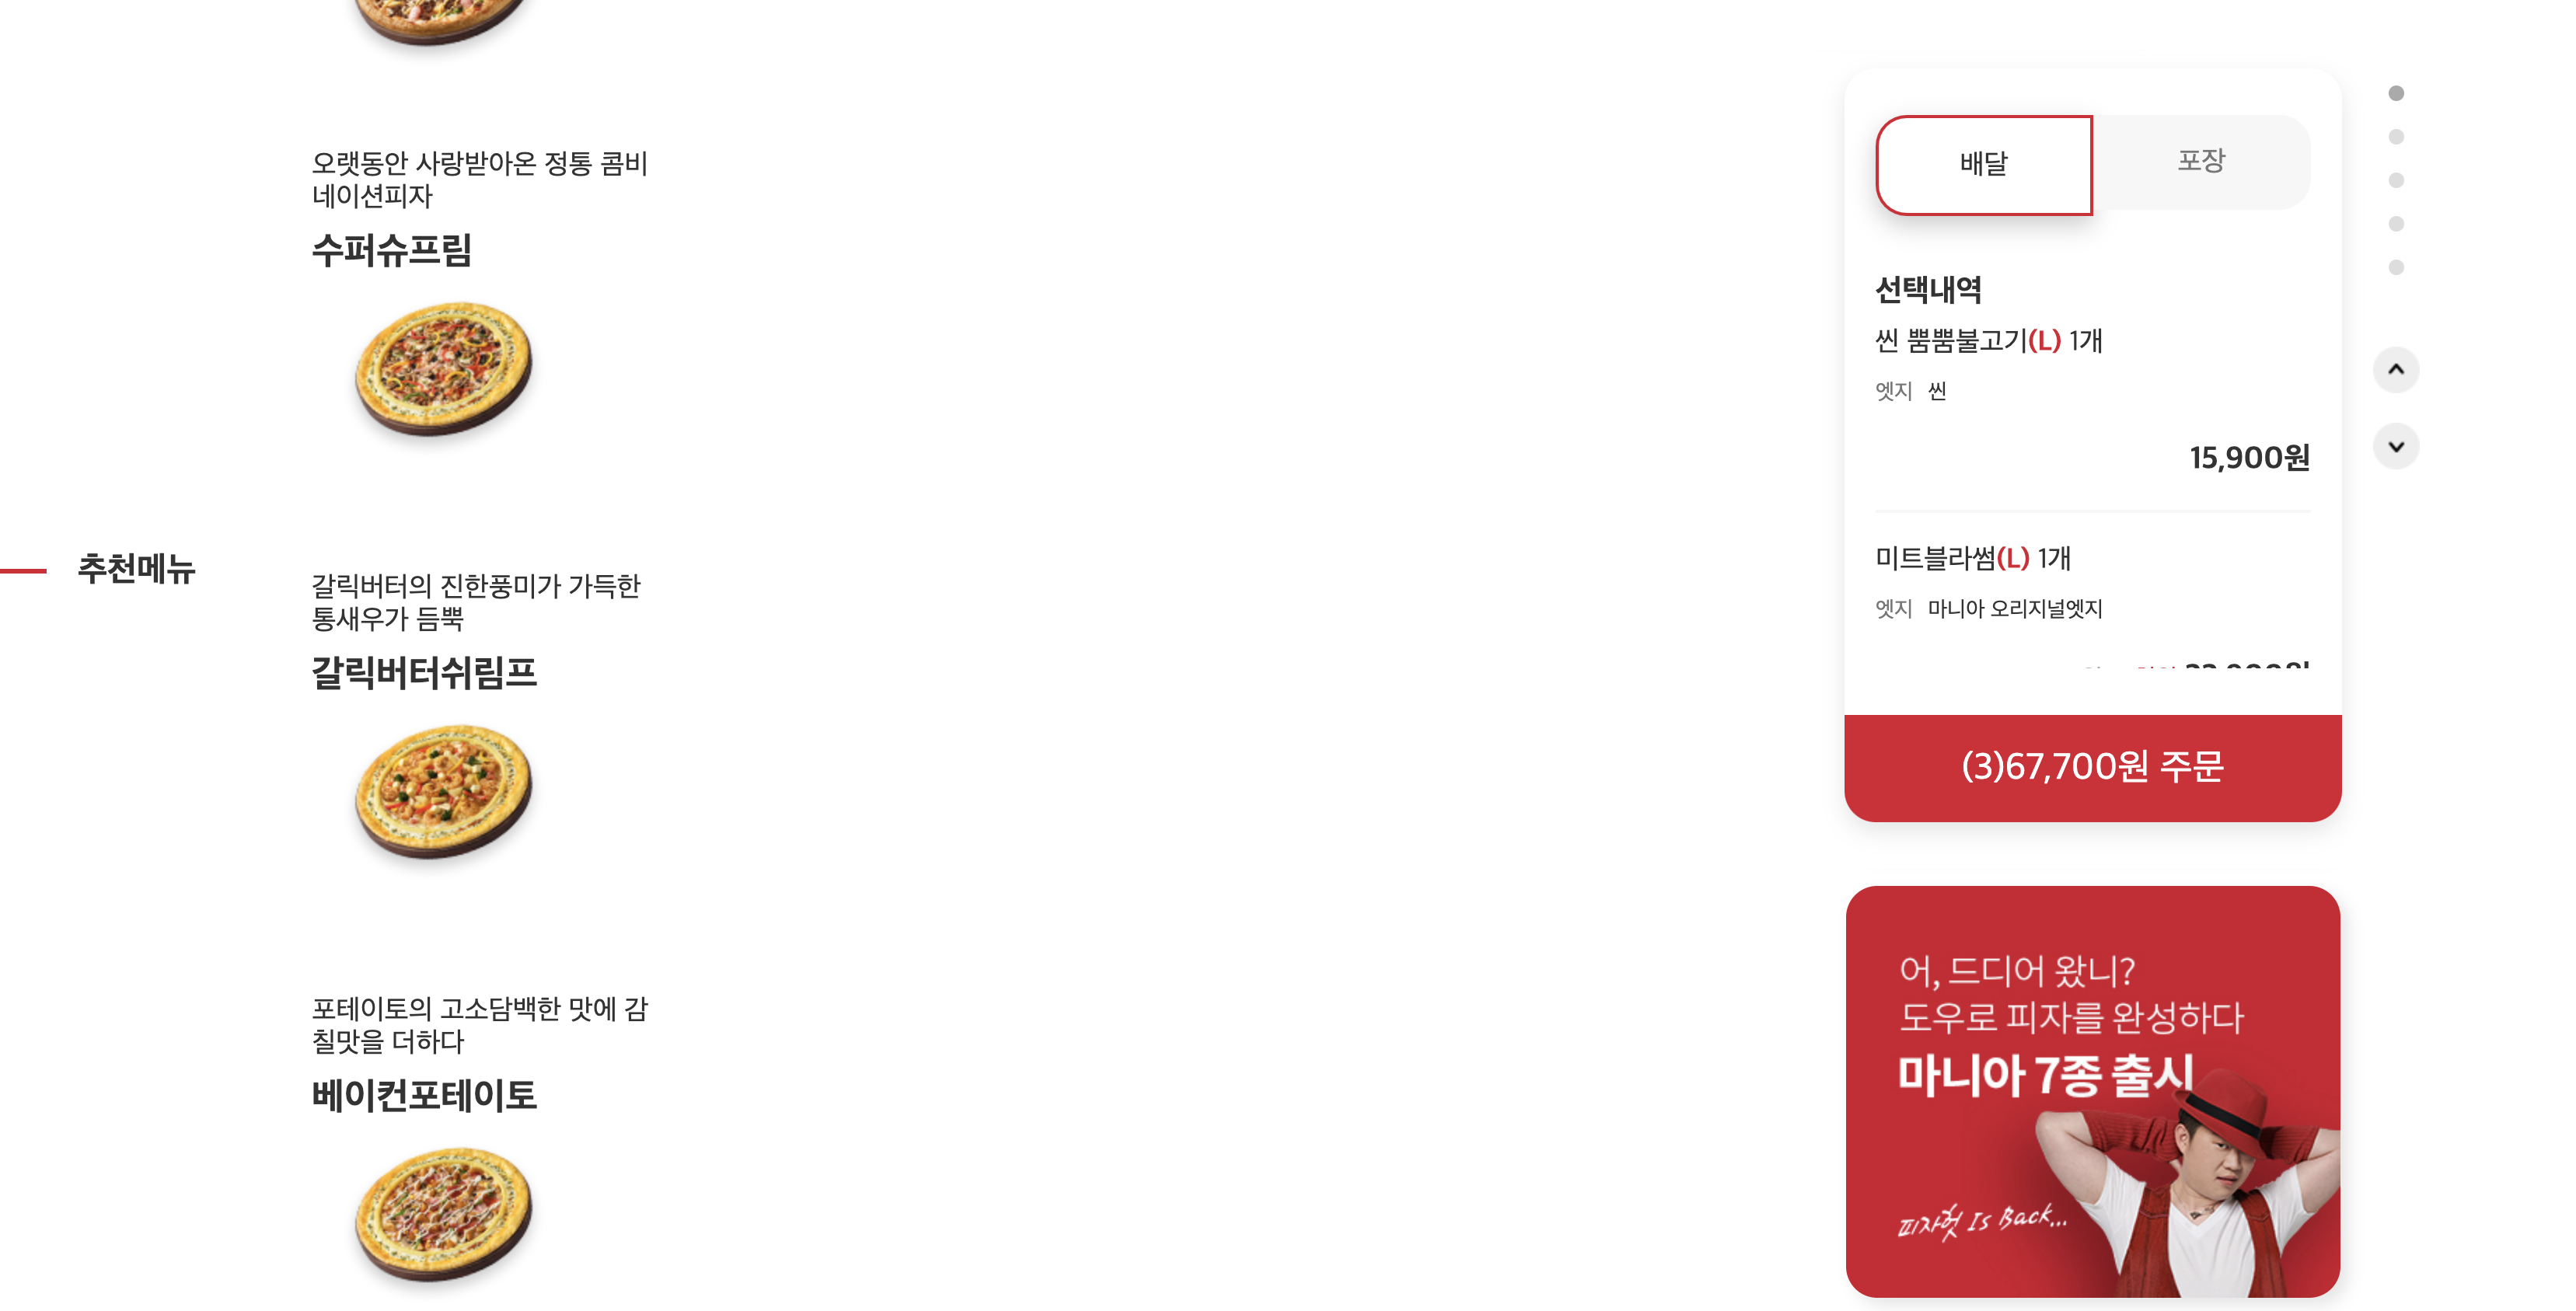 오랫동안 사랑받아온 정통 콤비
네이션피자
수퍼슈프림
추천메뉴
갈릭버터의 진한풍미가 가득한
통새우가 듬뿍
갈릭버터쉬림프
포테이토의 고소담백한 맛에 감
칠맛을 더하다
베이컨포테이토
배달
포장
선택내역
씬 뿜뿜불고기(L) 1개
엣지 씬
15,900원
미트블라썸(L) 1개
엣지 마니아 오리지널엣지
(3)67,700원 주문
어, 드디어 왔니?
도우로 피자를 완성하다
마니아 7종 출시
피자헛 Is Back...